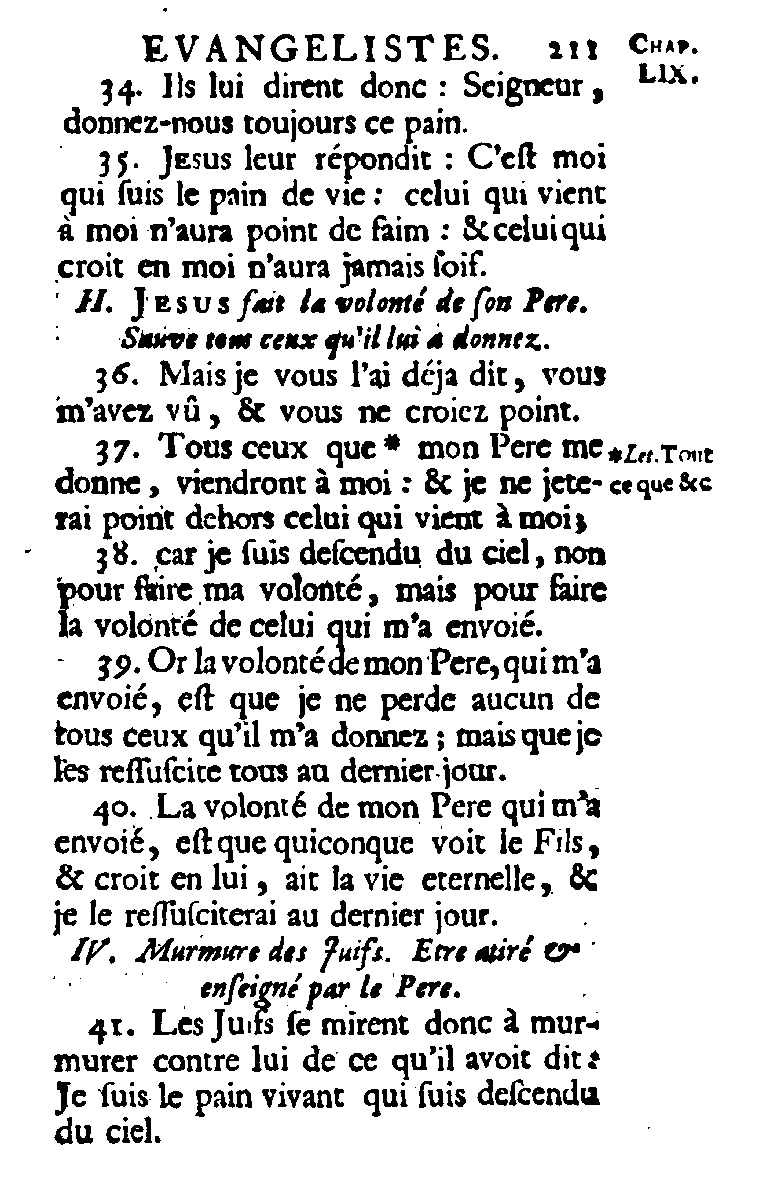 EVANGELISTES. 211 CHAP. LIX.
34. Ils lui dirent donc : Seigneur,
donnez-nous toujours ce pain.
35. JESUS leur répondit : C'eſt moi
qui ſuis le pain de vie : celui qui vient
à moi n'aura point de faim : & celui qui
croit en moi n'aura jamais ſoif.
II. JESUS fait la volonté de ſon Pere.
Sauve tous ceux qu'il lui a donnez.
36. Mais je vous l'ai déja dit, vous
m'avez vû, & vous ne croiez point.
37. Tous ceux que * mon Pere me
donne, viendront à moi : & je ne jete-
rai point dehors celui qui vient à moi;
*Let. Tout
ce que &c
38. car je ſuis deſcendu du ciel, non
pour faire ma volonté, mais pour faire
la volonté de celui qui m'a envoié.
39. Or la volonté de mon Pere, qui m'a
envoié, eſt que je ne perde aucun de
tous ceux qu'il m'a donnez ; mais que je
les reſſuſcite tous au dernier jour.
40. La volonté de mon Pere qui m'a
envoié, eſt que quiconque voit le Fils,
& croit en lui, ait la vie eternelle, &
je le reſſuſciterai au dernier jour.
IV. Murmure des Juifs. Etre atiré &
enſeigné par le Pere.
41. Les Juifs ſe mirent donc à mur-
murer contre lui de ce qu'il avoit dit :
Je ſuis le pain vivant qui ſuis deſcendu
du ciel.